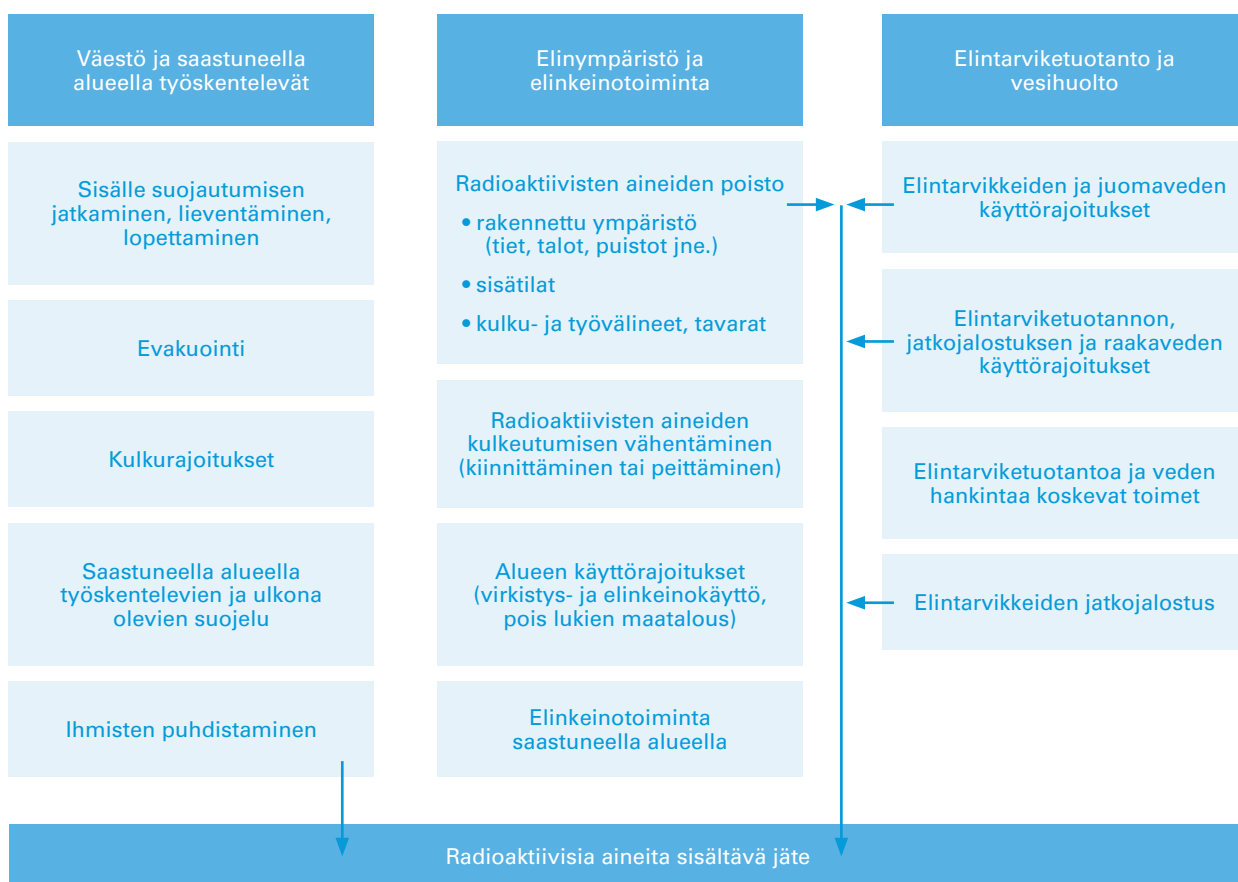 Väestö ja saastuneella
alueella työskentelevät
Sisälle suojautumisen
jatkaminen, lieventäminen,
lopettaminen
Evakuointi
Kulkurajoitukset
Saastuneella alueella
työskentelevien ja ulkona
olevien suojelu
Ihmisten puhdistaminen
Elinympäristö ja
elinkeinotoiminta
Radioaktiivisten aineiden poisto
• rakennettu ympäristö
(tiet, talot, puistot jne.)
• sisätilat
• kulku- ja työvälineet, tavarat
Radioaktiivisten aineiden
kulkeutumisen vähentäminen
(kiinnittäminen tai peittäminen)
Alueen käyttörajoitukset
(virkistys- ja elinkeinokäyttö,
pois lukien maatalous)
Elinkeinotoiminta
saastuneella alueella
Elintarviketuotanto ja
vesihuolto
Elintarvikkeiden ja juomaveden
käyttörajoitukset
Elintarviketuotannon,
jatkojalostuksen ja raakaveden
käyttörajoitukset
Elintarviketuotantoa ja veden
hankintaa koskevat toimet
Elintarvikkeiden jatkojalostus
Radioaktiivisia aineita sisältävä jäte